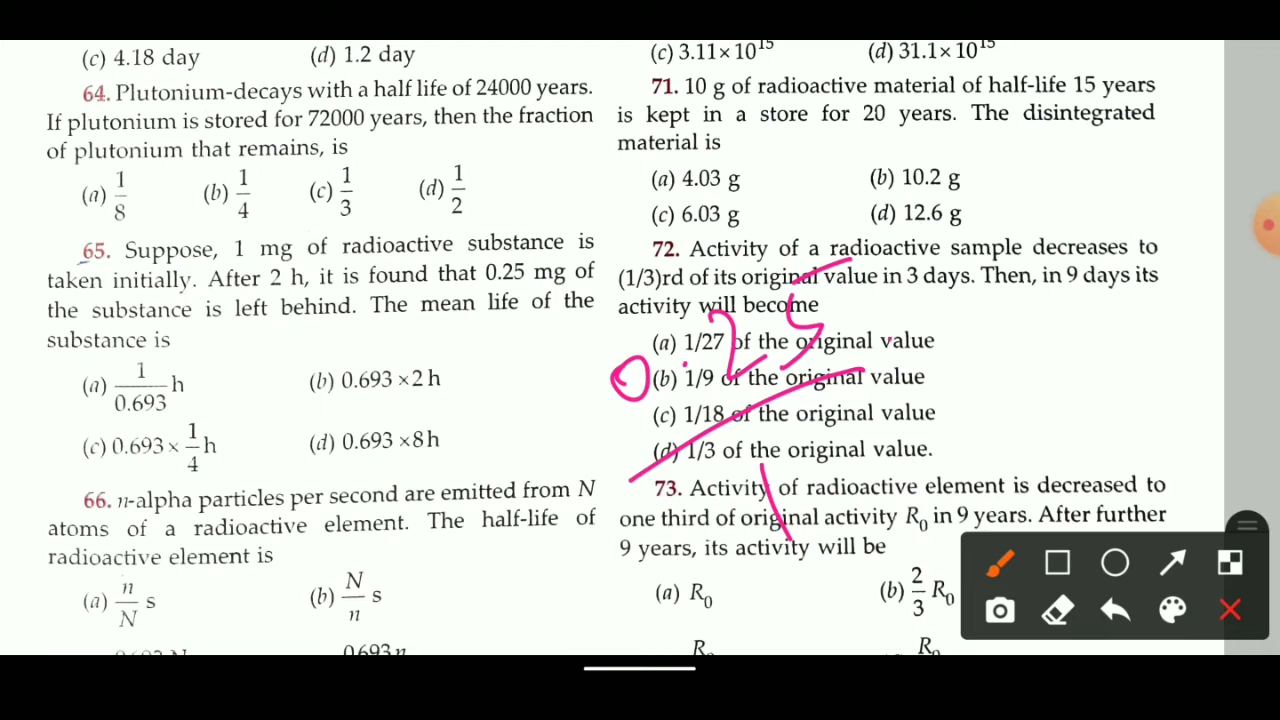 (c) 4.18 day (d) 1.2 day
64. Plutonium-decays with a half life of 24000 years.
If plutonium is stored for 72000 years, then the fraction
of plutonium that remains, is
(a) 1/8 (b) 1/4 (c) 1/3 (d) 1/2
65. Suppose, 1 mg of radioactive substance is
taken initially. After 2 h, it is found that 0.25 mg of
the substance is left behind. The mean life of the
substance is
(a) 1/0.693 h (b) 0.693 × 2 h
(c) 0.693 × 1/4 h (d) 0.693 × 8 h
66. n-alpha particles per second are emitted from N
atoms of a radioactive element. The half-life of
radioactive element is
(a) n/N s (b) N/n s
0.693 N 0.693 n
(c) 3.11 × 10¹⁵ (d) 31.1 × 10¹⁵
71. 10 g of radioactive material of half-life 15 years
is kept in a store for 20 years. The disintegrated
material is
(a) 4.03 g (b) 10.2 g
(c) 6.03 g (d) 12.6 g
72. Activity of a radioactive sample decreases to
(1/3)rd of its original value in 3 days. Then, in 9 days its
activity will become
(a) 1/27 of the original value
(b) 1/9 of the original value
(c) 1/18 of the original value
(d) 1/3 of the original value.
73. Activity of radioactive element is decreased to
one third of original activity R₀ in 9 years. After further
9 years, its activity will be
(a) R₀ (b) 2/3 R₀
R₀ R₀
0.25
1